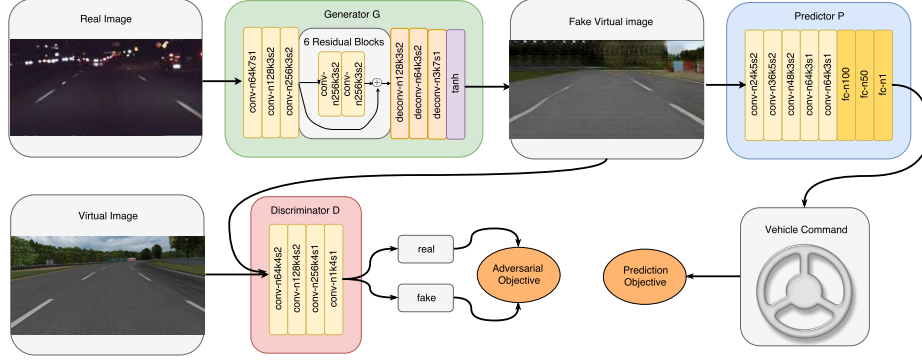 Real Image
Generator G
conv-n64k7s1
conv-n128k3s2
conv-n256k3s2
6 Residual Blocks
conv-
n256k3s2
conv-
n256k3s2
deconv-n128k3s2
deconv-n64k3s2
deconv-n3k7s1
tanh
Fake Virtual image
Predictor P
conv-n24k5s2
conv-n36k5s2
conv-n48k3s2
conv-n64k3s1
conv-n64k3s1
fc-n100
fc-n50
fc-n1
Virtual Image
Discriminator D
conv-n64k4s2
conv-n128k4s2
conv-n256k4s1
conv-n1k4s1
real
fake
Adversarial
Objective
Prediction
Objective
Vehicle Command